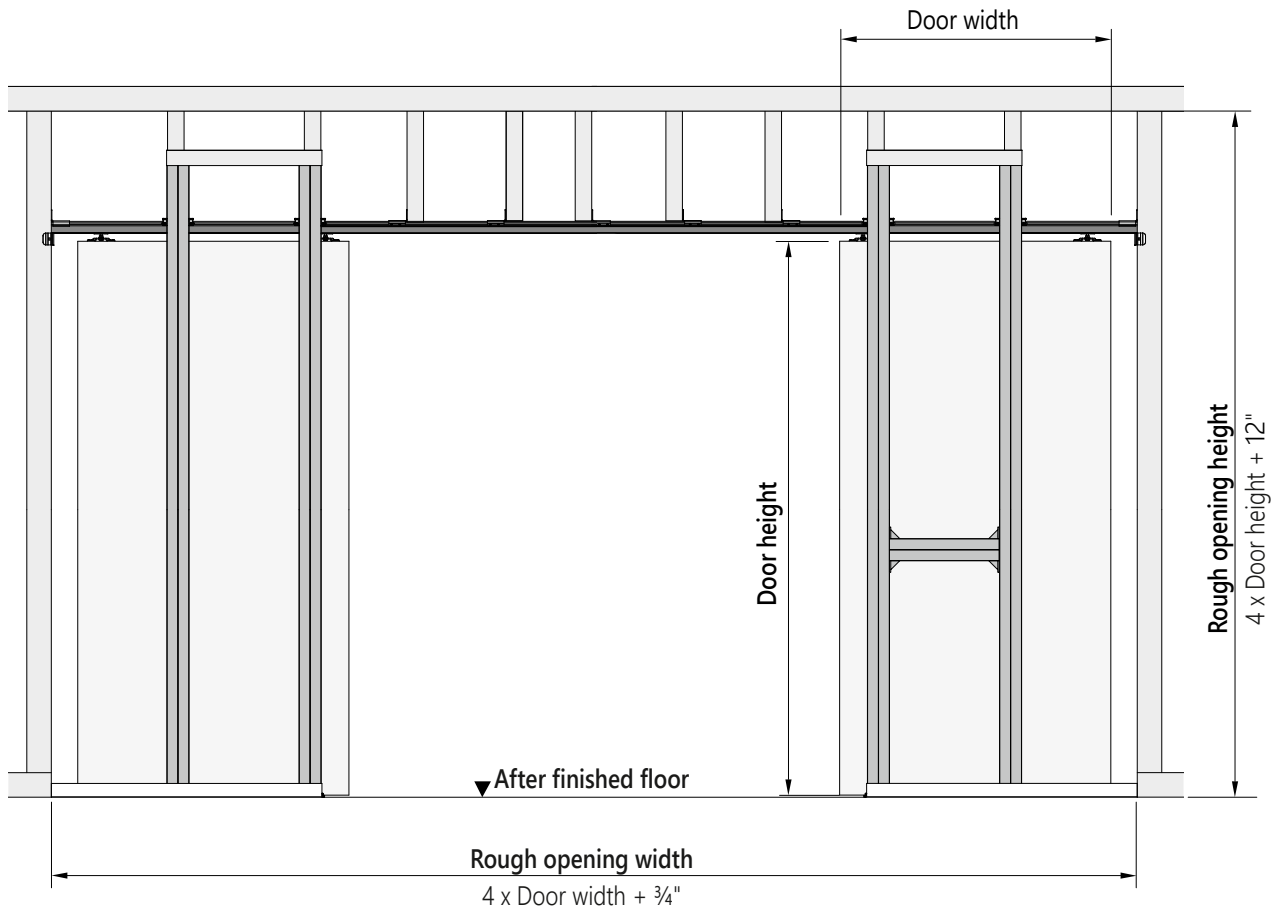 Door width
Door height
Rough opening height
4 x Door height + 12"
After finished floor
Rough opening width
4 x Door width + ¾"